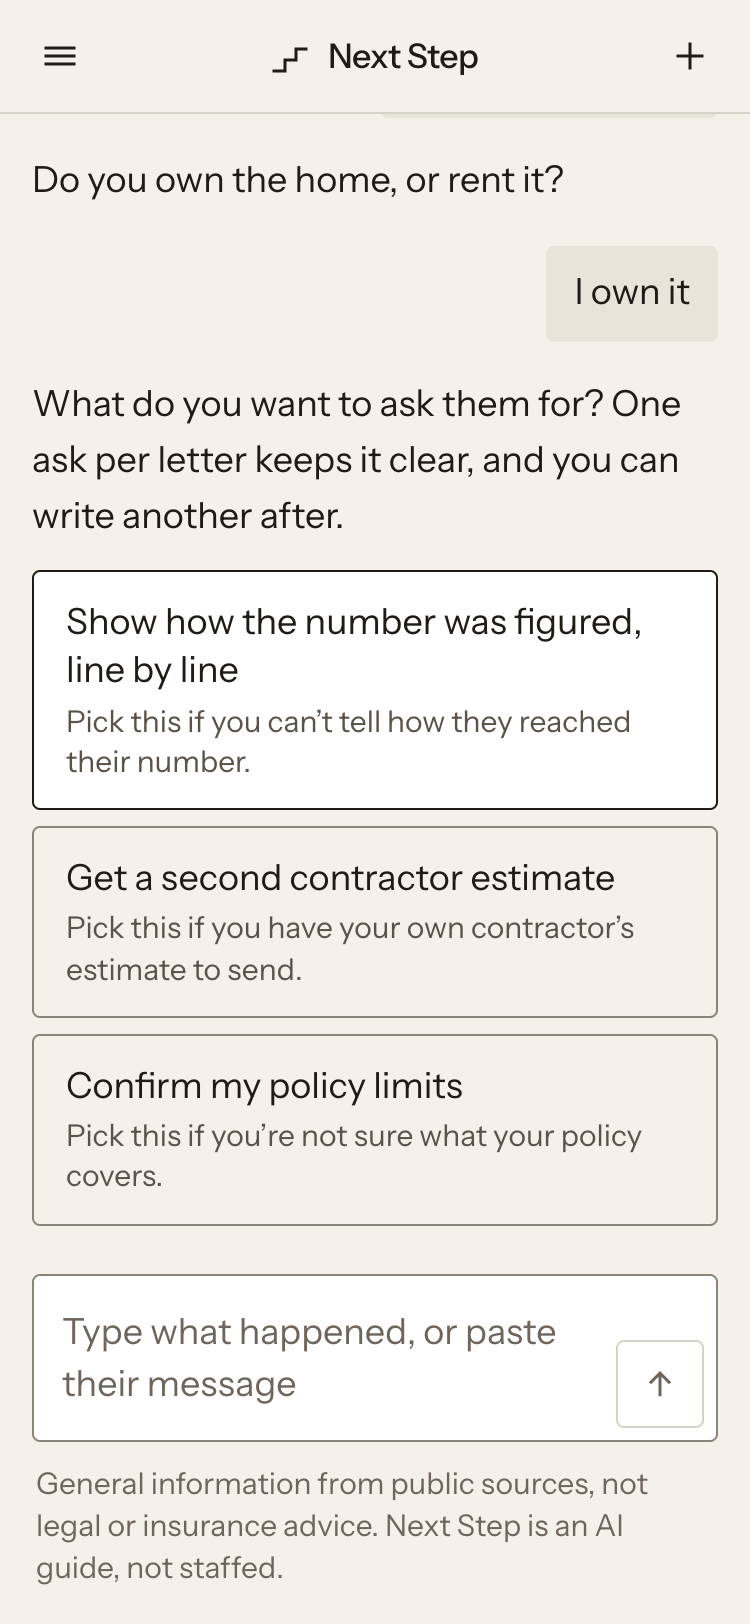 Next Step
Do you own the home, or rent it?
I own it
What do you want to ask them for? One
ask per letter keeps it clear, and you can
write another after.
Show how the number was figured,
line by line
Pick this if you can’t tell how they reached
their number.
Get a second contractor estimate
Pick this if you have your own contractor’s
estimate to send.
Confirm my policy limits
Pick this if you’re not sure what your policy
covers.
Type what happened, or paste
their message
General information from public sources, not
legal or insurance advice. Next Step is an AI
guide, not staffed.